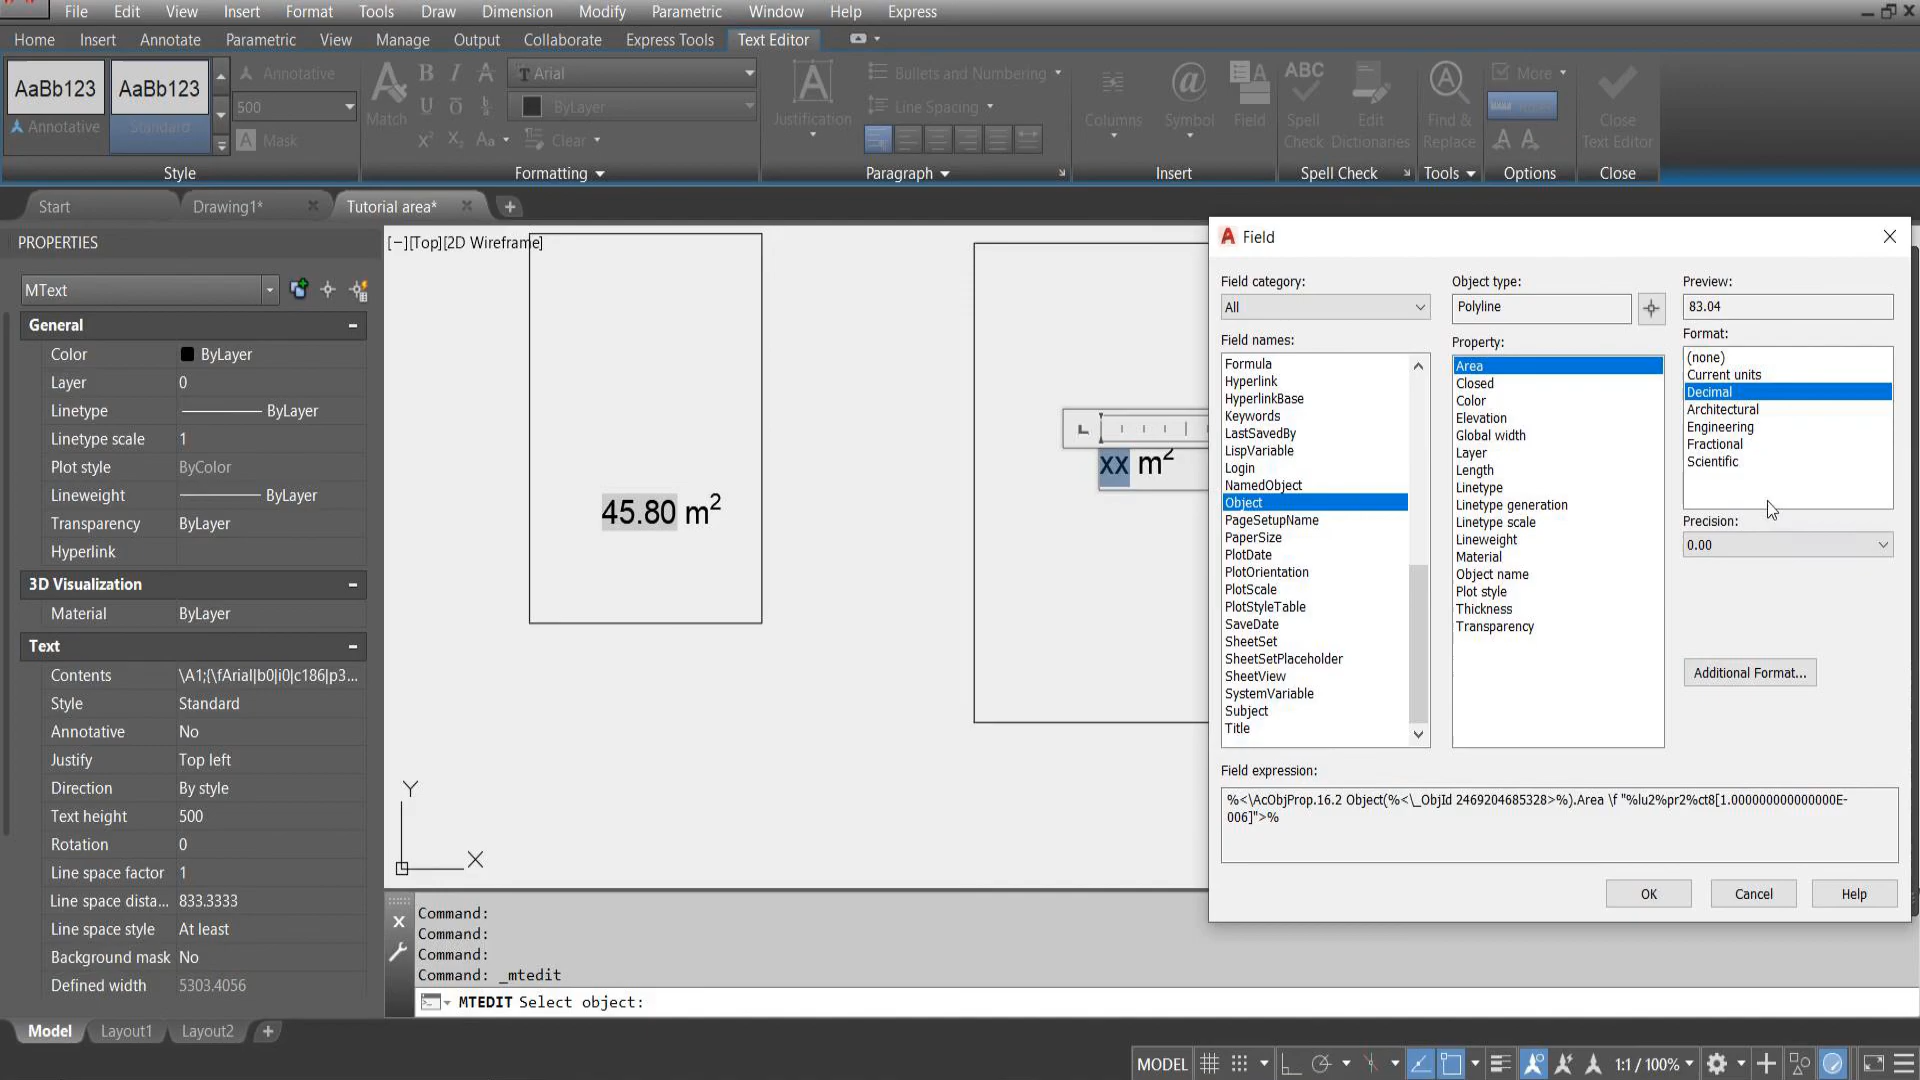 File Edit View Insert Format Tools Draw Dimension Modify Parametric Window Help Express
Home Insert Annotate Parametric View Manage Output Collaborate Express Tools Text Editor
AaBb123 AaBb123 Annotative
Annotative Standard
500
Mask
Style
Match
B I A
U O
X² X₂ Aa Clear
Arial
ByLayer
Formatting
Justification
Bullets and Numbering
Line Spacing
Paragraph
Columns
Symbol
Field
Insert
ABC
Spell Check
Edit Dictionaries
Spell Check
Find & Replace
Tools
More
Options
Close Text Editor
Close
Start Drawing1* Tutorial area*
PROPERTIES
MText
General
Color ByLayer
Layer 0
Linetype ByLayer
Linetype scale 1
Plot style ByColor
Lineweight ByLayer
Transparency ByLayer
Hyperlink
3D Visualization
Material ByLayer
Text
Contents \A1;{\fArial|b0|i0|c186|p3...
Style Standard
Annotative No
Justify Top left
Direction By style
Text height 500
Rotation 0
Line space factor 1
Line space dista... 833.3333
Line space style At least
Background mask No
Defined width 5303.4056
[−][Top][2D Wireframe]
45.80 m²
xx m²
Y
X
Field
Field category:
All
Field names:
Formula
Hyperlink
HyperlinkBase
Keywords
LastSavedBy
LispVariable
Login
NamedObject
Object
PageSetupName
PaperSize
PlotDate
PlotOrientation
PlotScale
PlotStyleTable
SaveDate
SheetSet
SheetSetPlaceholder
SheetView
SystemVariable
Subject
Title
Object type:
Polyline
Property:
Area
Closed
Color
Elevation
Global width
Layer
Length
Linetype
Linetype generation
Linetype scale
Lineweight
Material
Object name
Plot style
Thickness
Transparency
Preview:
83.04
Format:
(none)
Current units
Decimal
Architectural
Engineering
Fractional
Scientific
Precision:
0.00
Additional Format...
Field expression:
%<\AcObjProp.16.2 Object(%<\_ObjId 2469204685328>%).Area \f "%lu2%pr2%ct8[1.000000000000000E-
006]">%
OK Cancel Help
Command:
Command:
Command:
Command: _mtedit
MTEDIT Select object:
Model Layout1 Layout2
MODEL 1:1 / 100%